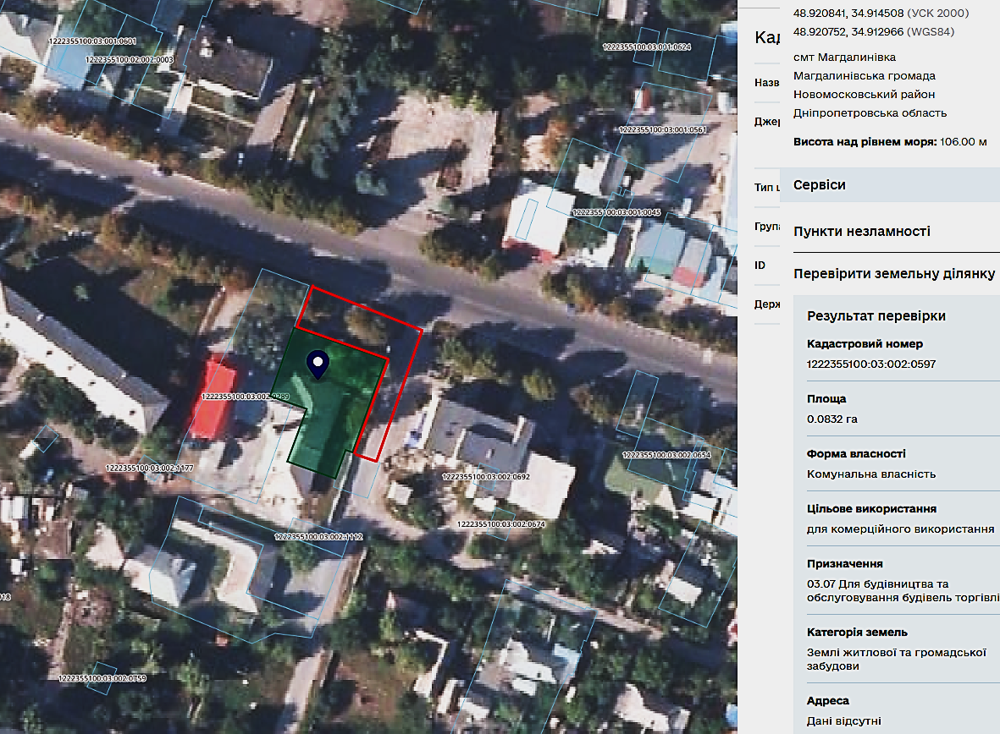 1222355100:03:001:0601
1222355100:02:002:0003
1222355100:03:001:0624
1222355100:03:001:0561
1222355100:03:001:0045
1222355100:03:002:0289
1222355100:03:002:1177
1222355100:03:002:0692
1222355100:03:002:0654
1222355100:03:002:0674
1222355100:03:002:1112
1222355100:03:002:0759
Назв
Тип
Група
ID
Держ
48.920841, 34.914508 (УСК 2000)
48.920752, 34.912966 (WGS84)
смт Магдалинівка
Магдалинівська громада
Новомосковський район
Дніпропетровська область
Висота над рівнем моря: 106.00 м
Сервіси
Пункти незламності
Перевірити земельну ділянку
Результат перевірки
Кадастровий номер
1222355100:03:002:0597
Площа
0.0832 га
Форма власності
Комунальна власність
Цільове використання
для комерційного використання
Призначення
03.07 Для будівництва та
обслуговування будівель торгівлі
Категорія земель
Землі житлової та громадської
забудови
Адреса
Дані відсутні